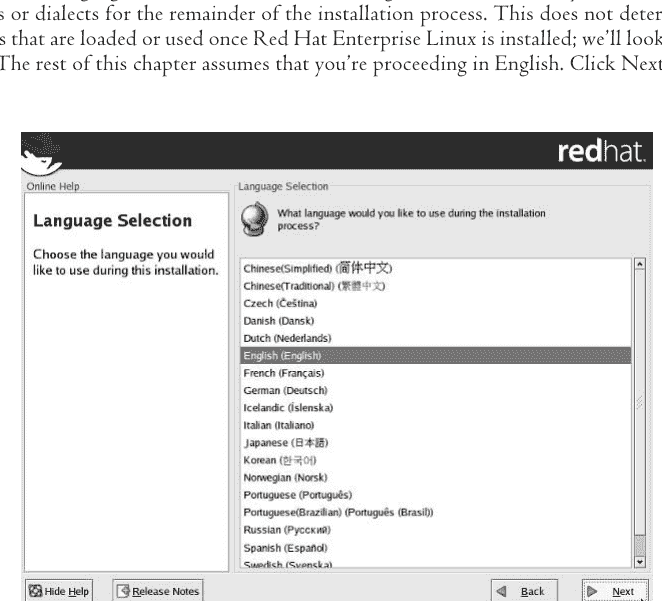 s or dialects for the remainder of the installation process. This does not deter
s that are loaded or used once Red Hat Enterprise Linux is installed; we'll look
The rest of this chapter assumes that you're proceeding in English. Click Next
redhat.
Online Help
Language Selection
Choose the language you would
like to use during this installation.
Language Selection
What language would you like to use during the installation
process?
Chinese(Simplified) (简体中文)
Chinese(Traditional) (繁體中文)
Czech (Čeština)
Danish (Dansk)
Dutch (Nederlands)
English (English)
French (Français)
German (Deutsch)
Icelandic (Íslenska)
Italian (Italiano)
Japanese (日本語)
Korean (한국어)
Norwegian (Norsk)
Portuguese (Português)
Portuguese(Brazilian) (Português (Brasil))
Russian (Русский)
Spanish (Español)
Swedish (Svenska)
Hide Help
Release Notes
Back
Next